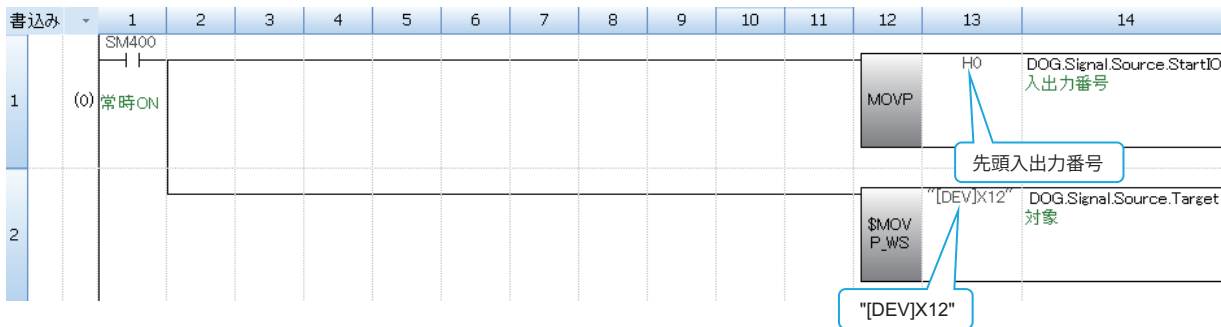 書込み 1 2 3 4 5 6 7 8 9 10 11 12 13 14
SM400
1 (0) 常時ON MOVP H0 DOG.Signal.Source.StartIO
入出力番号
先頭入出力番号
2 $MOV
P_WS "[DEV]X12" DOG.Signal.Source.Target
対象
"[DEV]X12"